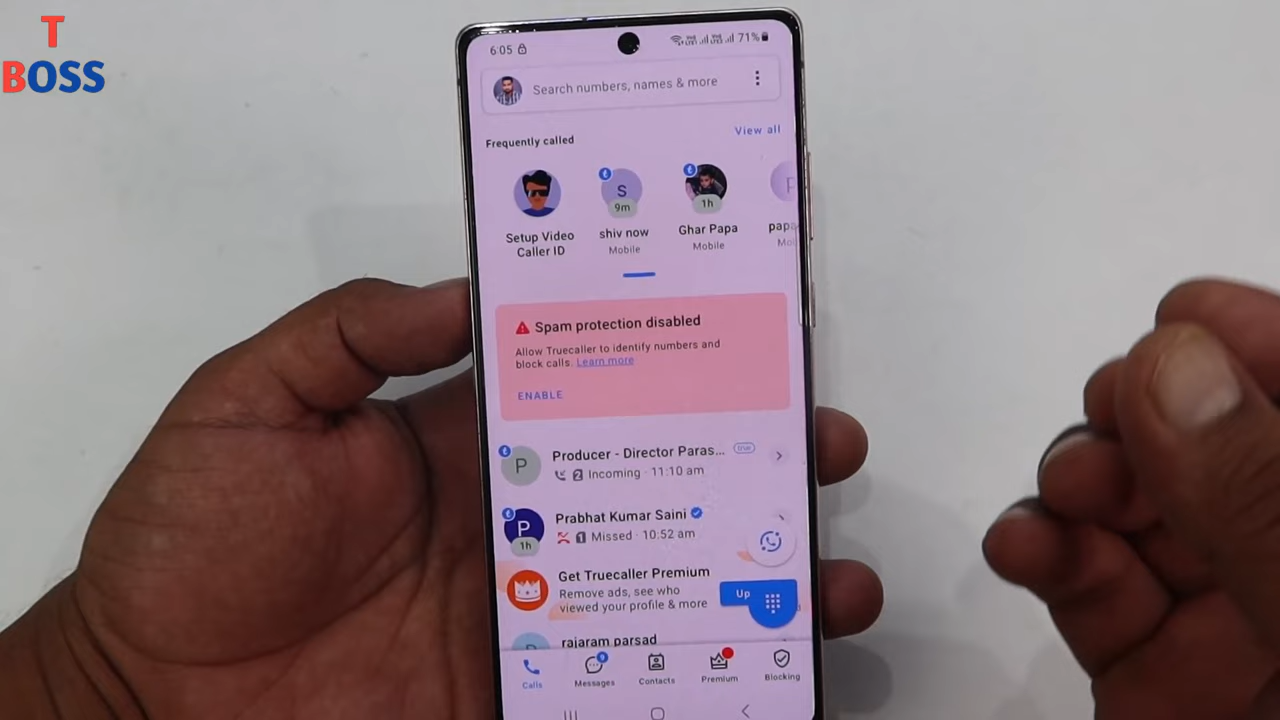 T
BOSS
6:05
71%
Search numbers, names & more
Frequently called
View all
S
9m
1h
Setup Video
Caller ID
shiv now
Mobile
Ghar Papa
Mobile
P
papa
Mo
Spam protection disabled
Allow Truecaller to identify numbers and
block calls. Learn more
ENABLE
P
Producer - Director Paras...
2 Incoming · 11:10 am
P
1h
Prabhat Kumar Saini
1 Missed · 10:52 am
Get Truecaller Premium
Remove ads, see who
viewed your profile & more
Up
rajaram parsad
Calls
Messages
Contacts
Premium
Blocking